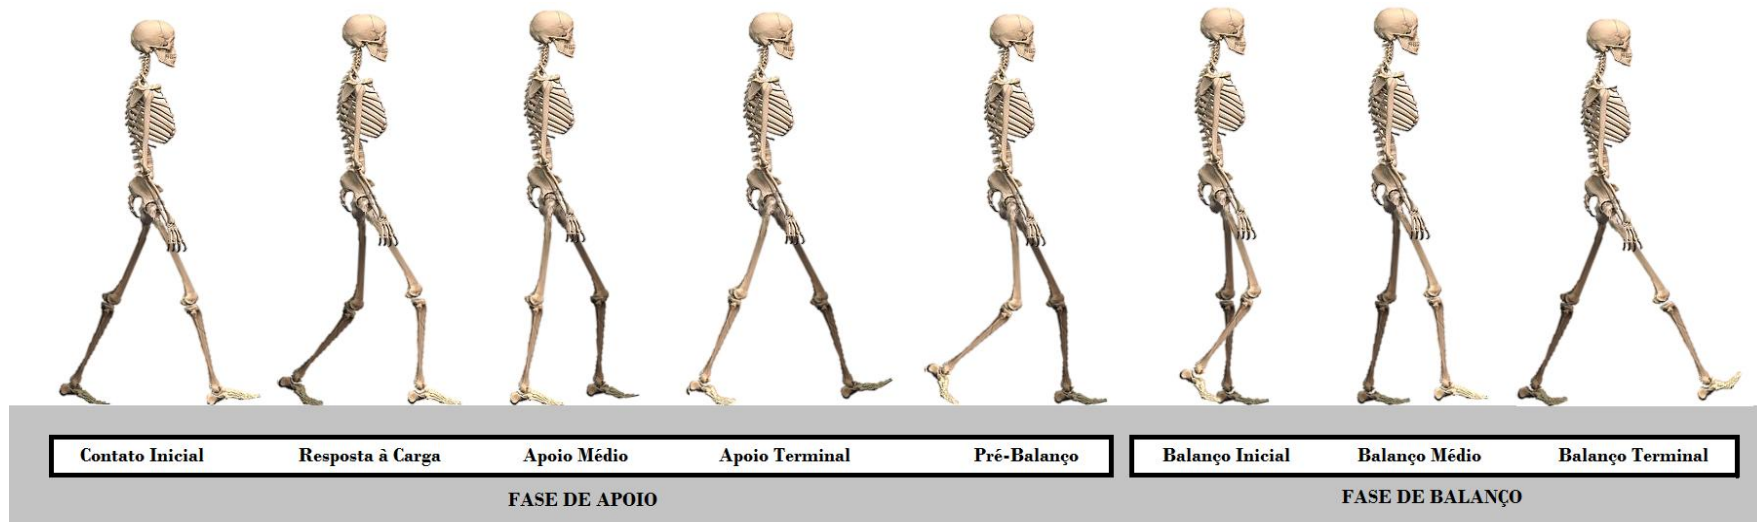 Contato Inicial
Resposta à Carga
Apoio Médio
Apoio Terminal
Pré-Balanço
Balanço Inicial
Balanço Médio
Balanço Terminal
FASE DE APOIO
FASE DE BALANÇO